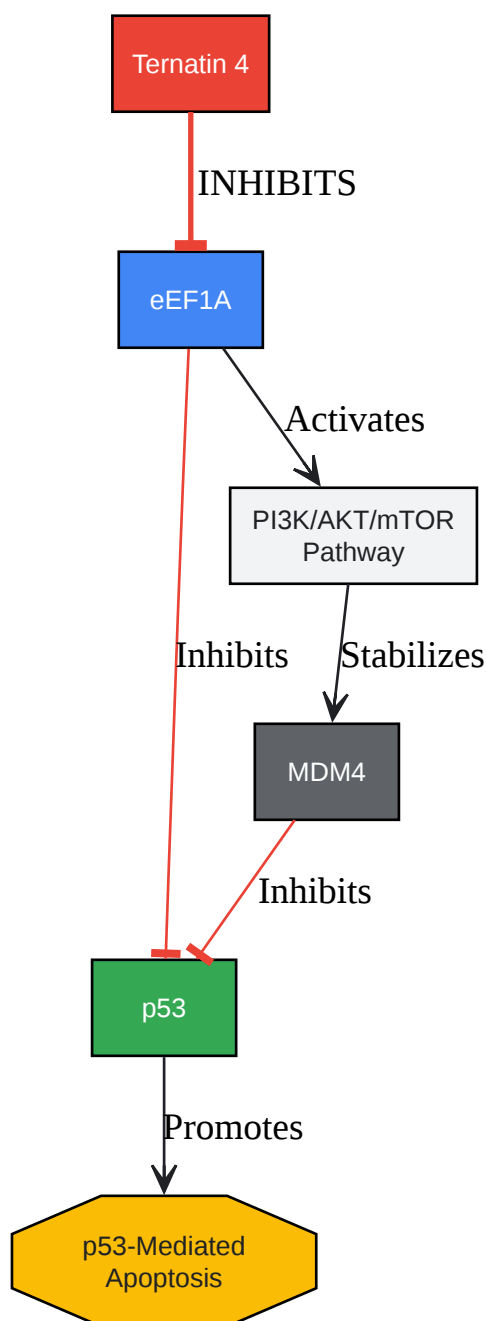 Ternatin 4
INHIBITS
eEF1A
Activates
PI3K/AKT/mTOR
Pathway
Inhibits
Stabilizes
MDM4
Inhibits
p53
Promotes
p53-Mediated
Apoptosis